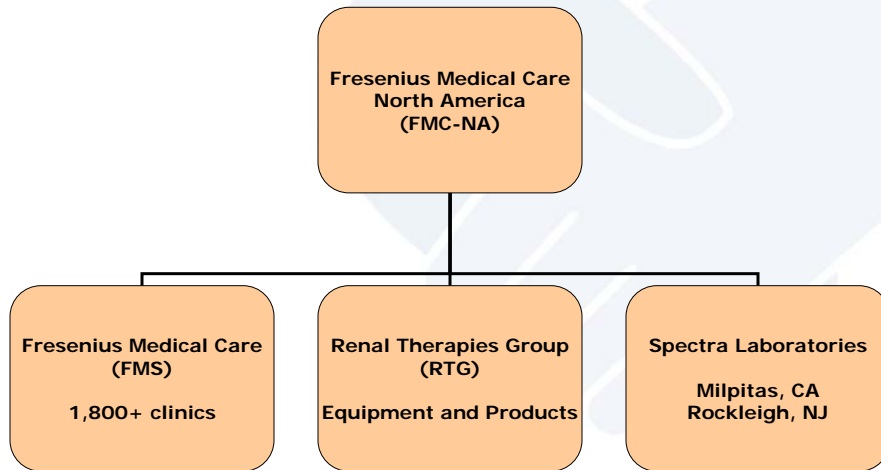 Fresenius Medical Care
North America
(FMC-NA)
Fresenius Medical Care
(FMS)
1,800+ clinics
Renal Therapies Group
(RTG)
Equipment and Products
Spectra Laboratories
Milpitas, CA
Rockleigh, NJ